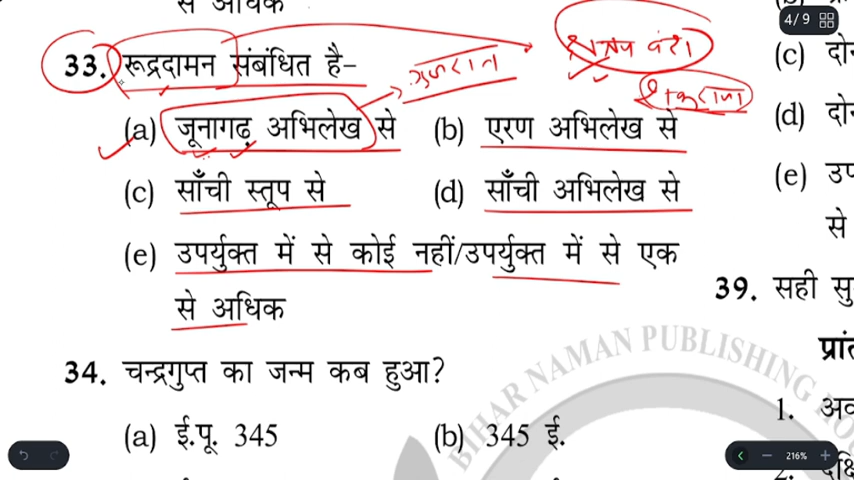 से अधिक
4/9
33. रूद्रदामन संबंधित है-
गुजरात
वंश
(a) जूनागढ़ अभिलेख से (b) एरण अभिलेख से
(c) साँची स्तूप से (d) साँची अभिलेख से
(e) उपर्युक्त में से कोई नहीं/उपर्युक्त में से एक
से अधिक
34. चन्द्रगुप्त का जन्म कब हुआ?
(a) ई.पू. 345 (b) 345 ई.
(c) दोन
(d) दोन
(e) उप
से
39. सही सु
प्रांत
1. अव
BIHAR NAMAN PUBLISHING
216%